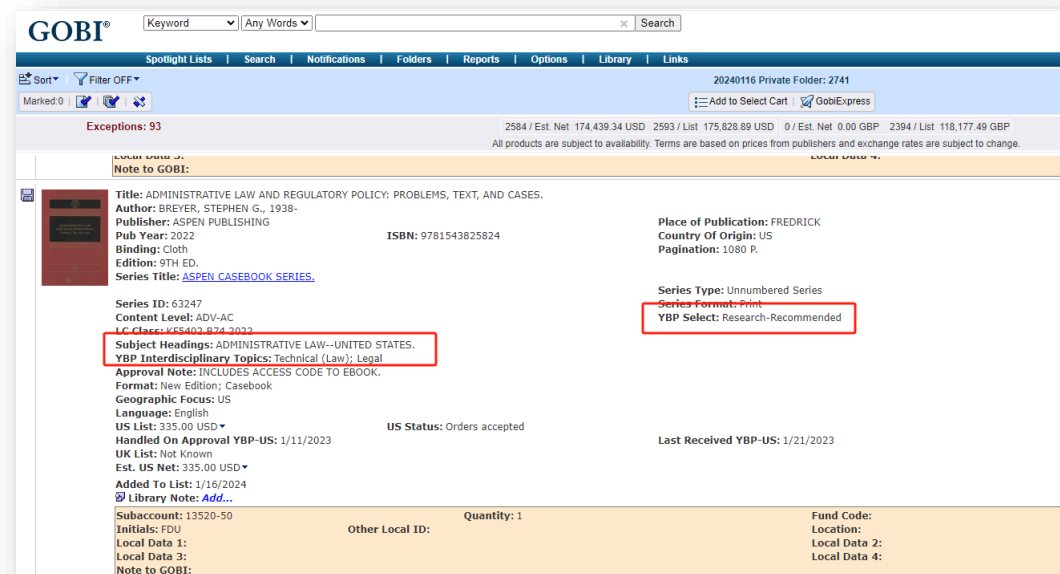 GOBI®
Keyword Any Words × Search
Spotlight Lists | Search | Notifications | Folders | Reports | Options | Library | Links
Sort Filter OFF 20240116 Private Folder: 2741
Marked:0 Add to Select Cart GobiExpress
Exceptions: 93 2584 / Est. Net 174,439.34 USD 2593 / List 175,828.89 USD 0 / Est. Net 0.00 GBP 2394 / List 118,177.49 GBP
All products are subject to availability. Terms are based on prices from publishers and exchange rates are subject to change.
Local Data 3: Local Data 4:
Note to GOBI:
Title: ADMINISTRATIVE LAW AND REGULATORY POLICY: PROBLEMS, TEXT, AND CASES.
Author: BREYER, STEPHEN G., 1938-
Publisher: ASPEN PUBLISHING Place of Publication: FREDRICK
Pub Year: 2022 ISBN: 9781543825824 Country Of Origin: US
Binding: Cloth Pagination: 1080 P.
Edition: 9TH ED.
Series Title: ASPEN CASEBOOK SERIES.
Series Type: Unnumbered Series
Series ID: 63247 Series Format: Print
Content Level: ADV-AC YBP Select: Research-Recommended
LC Class: KF5402.B74 2022
Subject Headings: ADMINISTRATIVE LAW--UNITED STATES.
YBP Interdisciplinary Topics: Technical (Law); Legal
Approval Note: INCLUDES ACCESS CODE TO EBOOK.
Format: New Edition; Casebook
Geographic Focus: US
Language: English
US List: 335.00 USD US Status: Orders accepted
Handled On Approval YBP-US: 1/11/2023 Last Received YBP-US: 1/21/2023
UK List: Not Known
Est. US Net: 335.00 USD
Added To List: 1/16/2024
Library Note: Add...
Subaccount: 13520-50 Quantity: 1 Fund Code:
Initials: FDU Other Local ID: Location:
Local Data 1: Local Data 2:
Local Data 3: Local Data 4:
Note to GOBI: